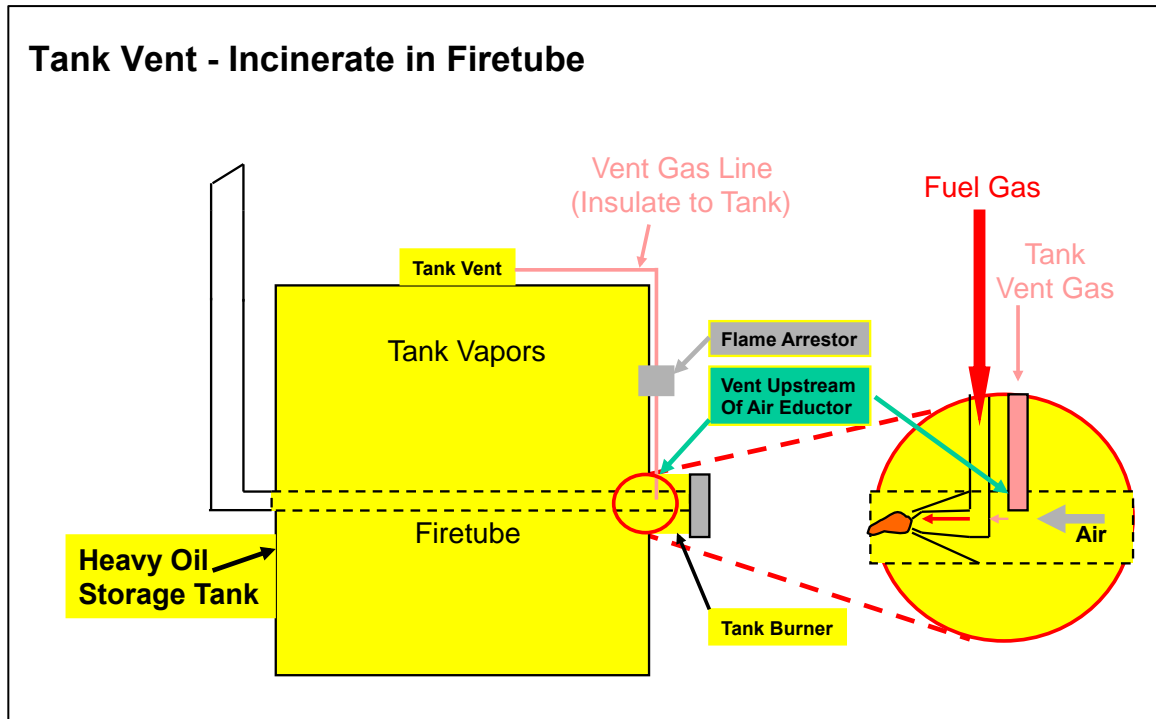 Tank Vent - Incinerate in Firetube
Vent Gas Line
(Insulate to Tank)
Fuel Gas
Tank
Vent Gas
Tank Vent
Tank Vapors
Flame Arrestor
Vent Upstream
Of Air Eductor
Firetube
Air
Heavy Oil
Storage Tank
Tank Burner